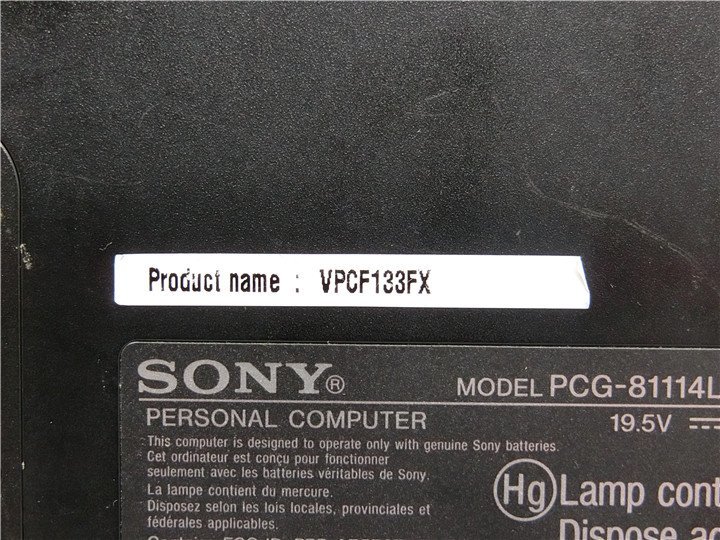 Product name : VPCF133FX
SONY®
MODEL PCG-81114L
PERSONAL COMPUTER
19.5V
This computer is designed to operate only with genuine Sony batteries.
Cet ordinateur est conçu pour fonctionner
seulement avec les batteries véritables de Sony.
La lampe contient du mercure.
Disposez selon les lois locales, provinciales et
fédérales applicables.
Hg Lamp cont
Dispose a